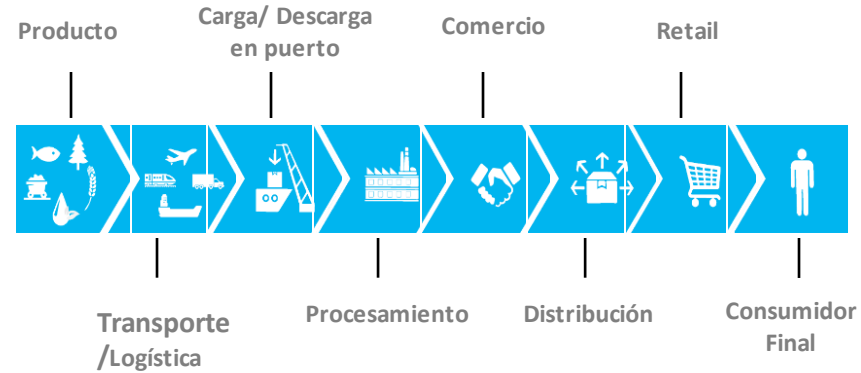 Producto
Carga/ Descarga
en puerto
Comercio
Retail
Transporte
/Logística
Procesamiento
Distribución
Consumidor
Final